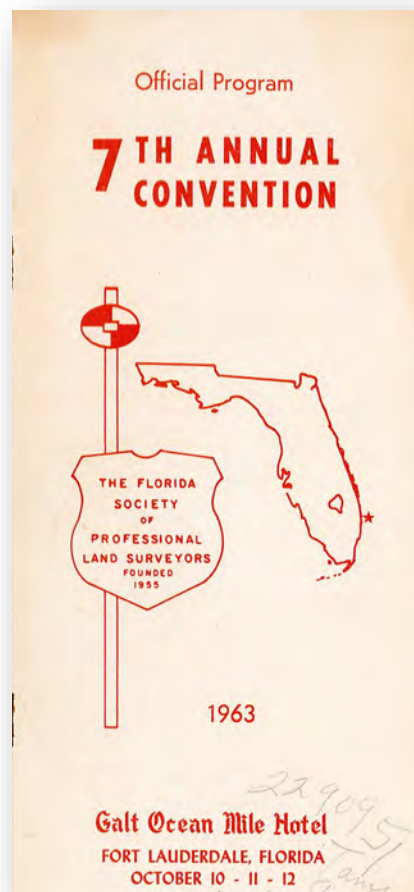 Official Program
7TH ANNUAL
CONVENTION
THE FLORIDA
SOCIETY
OF
PROFESSIONAL
LAND SURVEYORS
FOUNDED
1955
1963
229095
Galt Ocean Mile Hotel
FORT LAUDERDALE, FLORIDA
OCTOBER 10 - 11 - 12